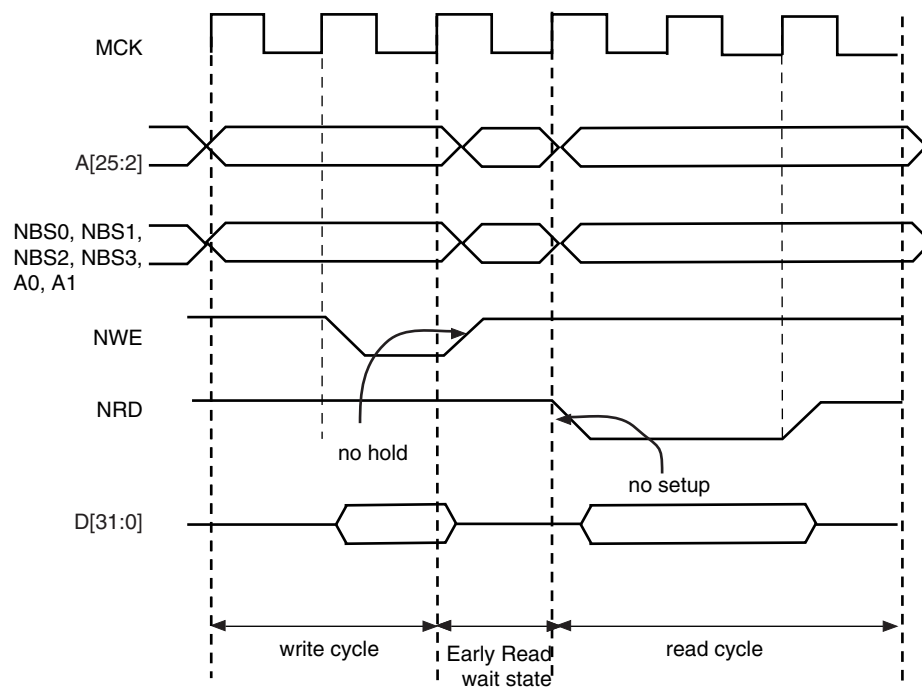 MCK
A[25:2]
NBS0, NBS1,
NBS2, NBS3,
A0, A1
NWE
NRD
no hold
no setup
D[31:0]
write cycle
Early Read
wait state
read cycle